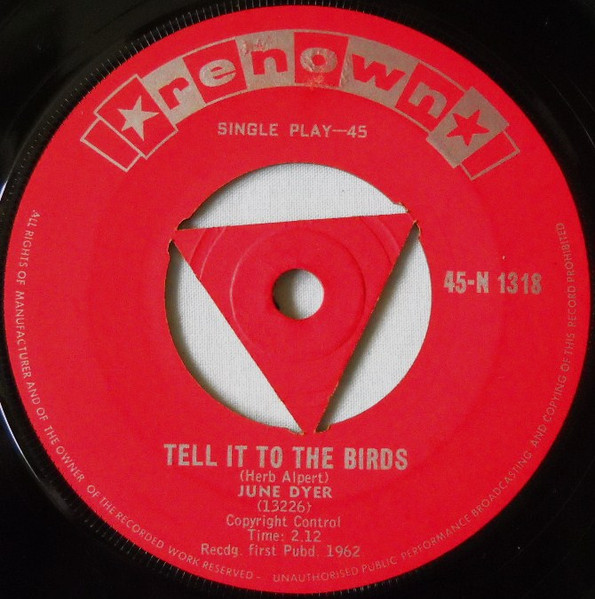 renown
SINGLE PLAY—45
45-N 1318
TELL IT TO THE BIRDS
(Herb Alpert)
JUNE DYER
(13226)
Copyright Control
Time: 2.12
Recdg. first Pubd. 1962
ALL RIGHTS OF MANUFACTURER AND OF THE OWNER OF THE RECORDED WORK RESERVED - UNAUTHORISED PUBLIC PERFORMANCE BROADCASTING AND COPYING OF THIS RECORD PROHIBITED